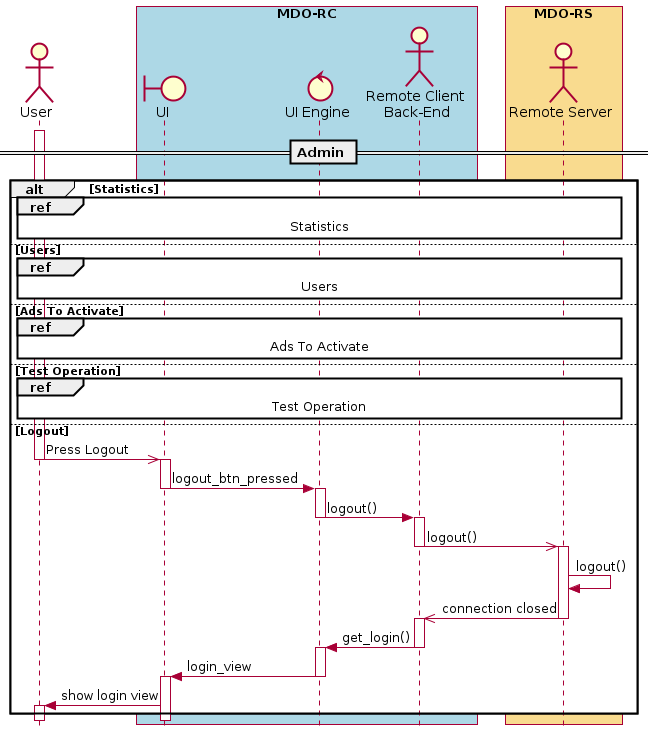 MDO-RC
MDO-RS
User
UI
UI Engine
Remote Client
Back-End
Remote Server
Admin
alt
[Statistics]
ref
Statistics
[Users]
ref
Users
[Ads To Activate]
ref
Ads To Activate
[Test Operation]
ref
Test Operation
[Logout]
Press Logout
logout_btn_pressed
logout()
logout()
logout()
connection closed
get_login()
login_view
show login view